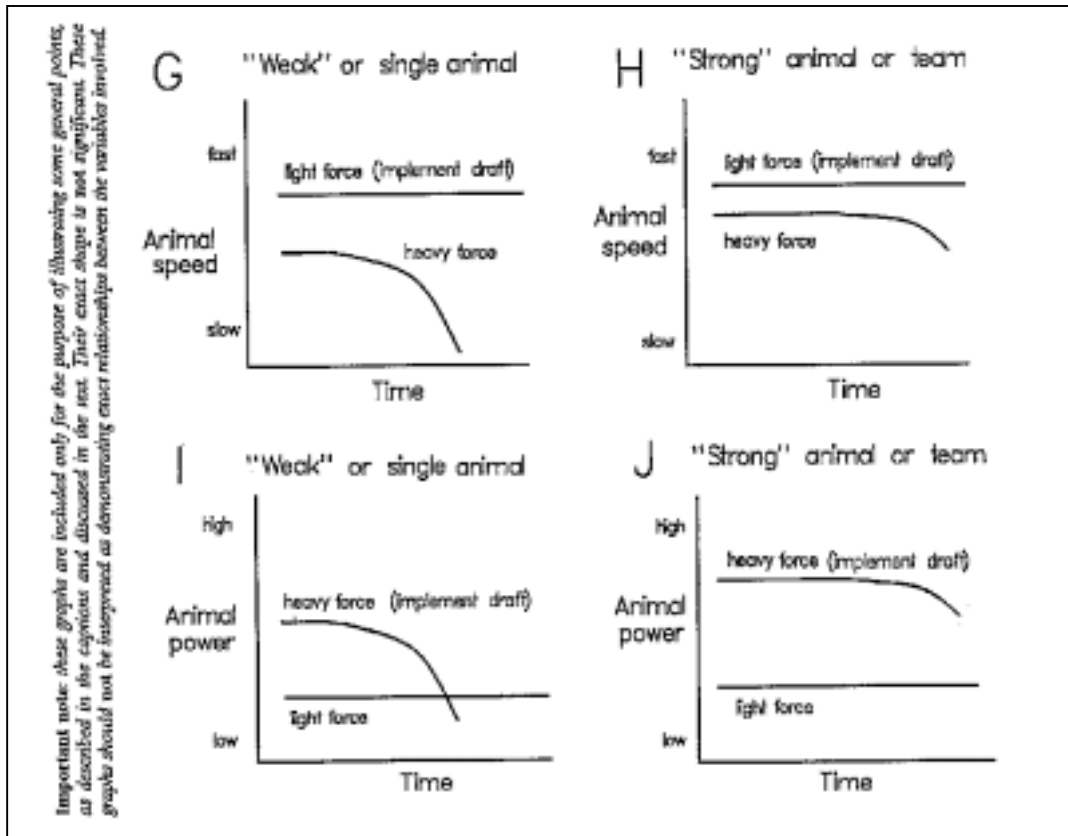 Important note: these graphs are included only for the purpose of illustrating some general points,
as described in the captions and discussed in the text. Their exact shape is not significant. These
graphs should not be interpreted as demonstrating exact relationships between the variables involved.
G "Weak" or single animal
fast
light force (implement draft)
Animal
speed
heavy force
slow
Time
H "Strong" animal or team
fast
light force (implement draft)
Animal
speed
heavy force
slow
Time
I "Weak" or single animal
high
heavy force (implement draft)
Animal
power
light force
low
Time
J "Strong" animal or team
high
heavy force (implement draft)
Animal
power
light force
low
Time